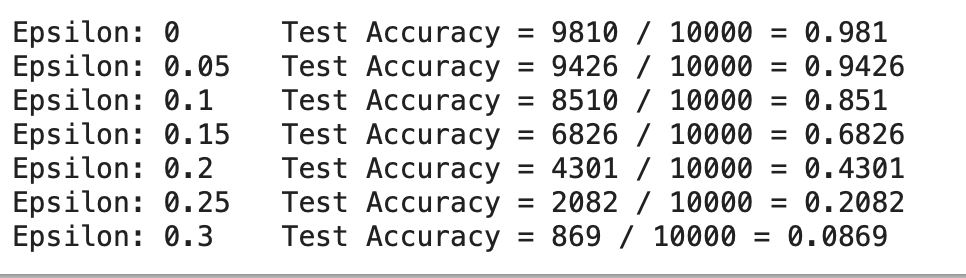 Epsilon: 0	Test Accuracy = 9810 / 10000 = 0.981
Epsilon: 0.05	Test Accuracy = 9426 / 10000 = 0.9426
Epsilon: 0.1	Test Accuracy = 8510 / 10000 = 0.851
Epsilon: 0.15	Test Accuracy = 6826 / 10000 = 0.6826
Epsilon: 0.2	Test Accuracy = 4301 / 10000 = 0.4301
Epsilon: 0.25	Test Accuracy = 2082 / 10000 = 0.2082
Epsilon: 0.3	Test Accuracy = 869 / 10000 = 0.0869